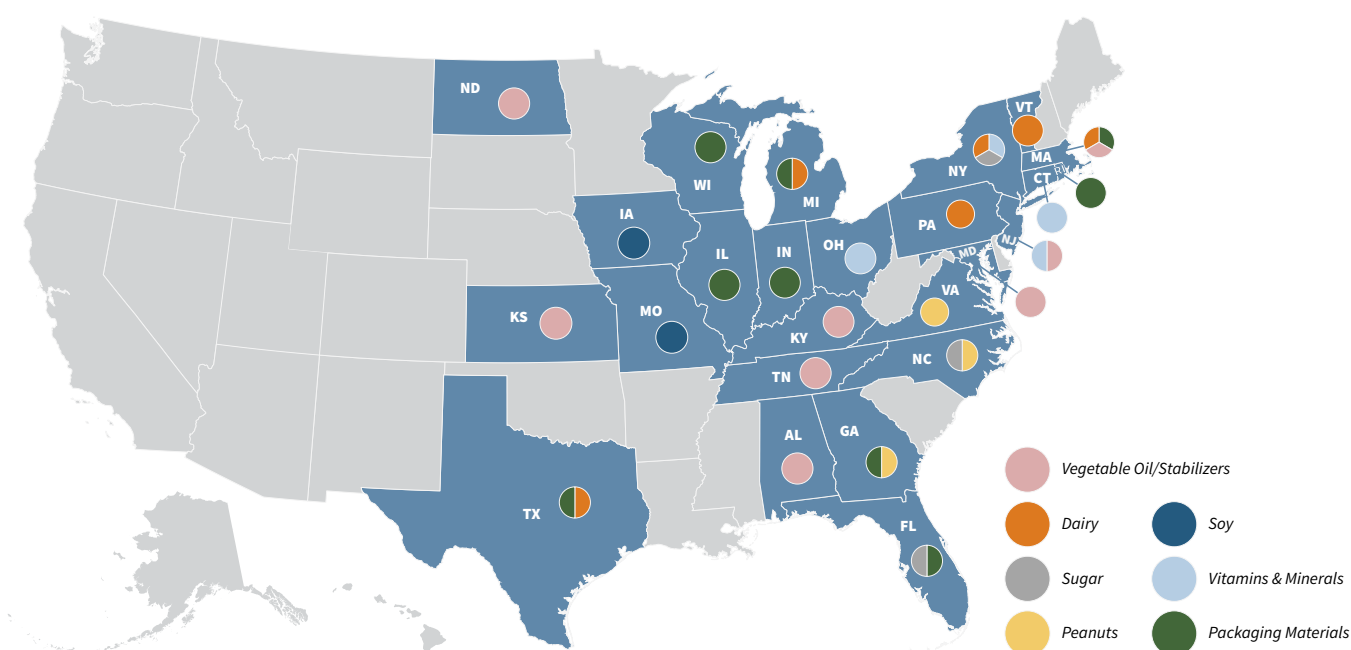 ND
VT
MA
NY
CT
RI
WI
MI
IA
PA
OH
NJ
IL
IN
MD
VA
MO
KS
KY
NC
TN
AL
GA
TX
FL
Vegetable Oil/Stabilizers
Dairy
Soy
Sugar
Vitamins & Minerals
Peanuts
Packaging Materials